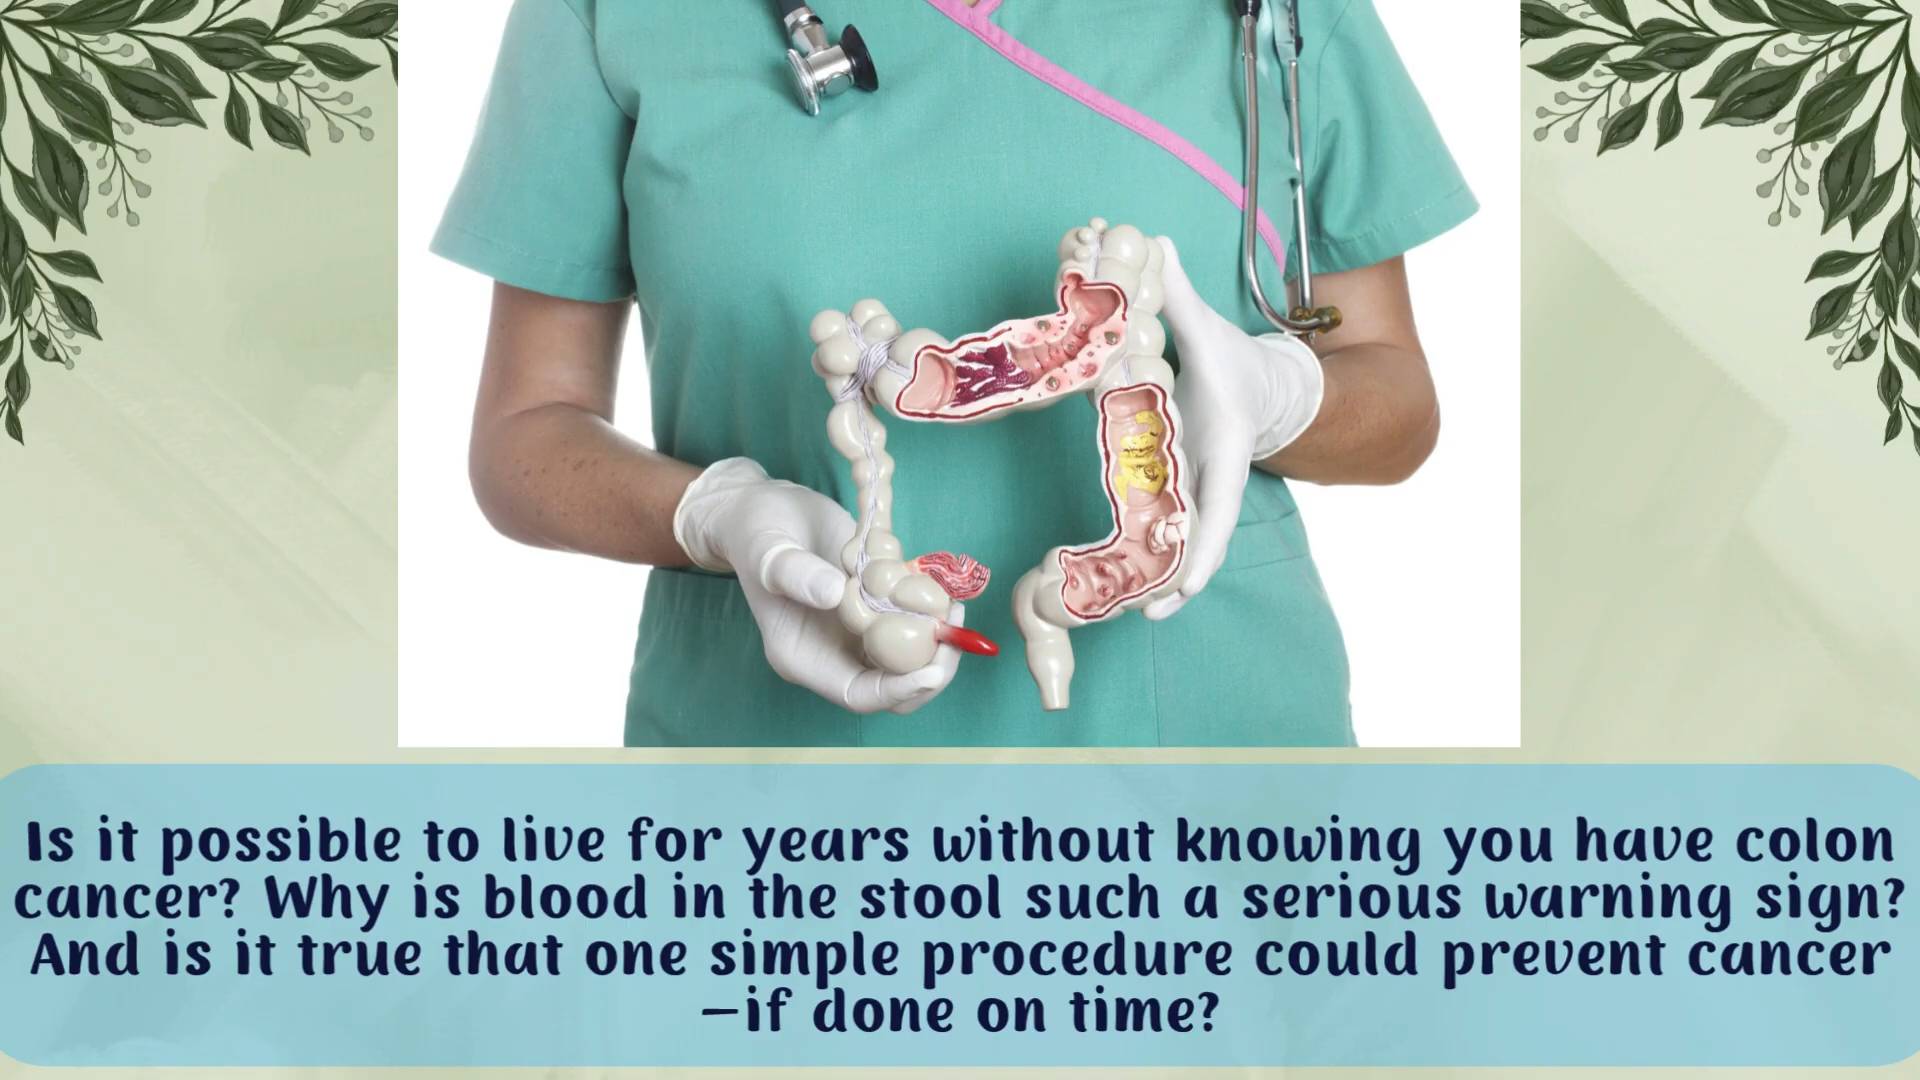 Is it possible to live for years without knowing you have colon
cancer? Why is blood in the stool such a serious warning sign?
And is it true that one simple procedure could prevent cancer
—if done on time?